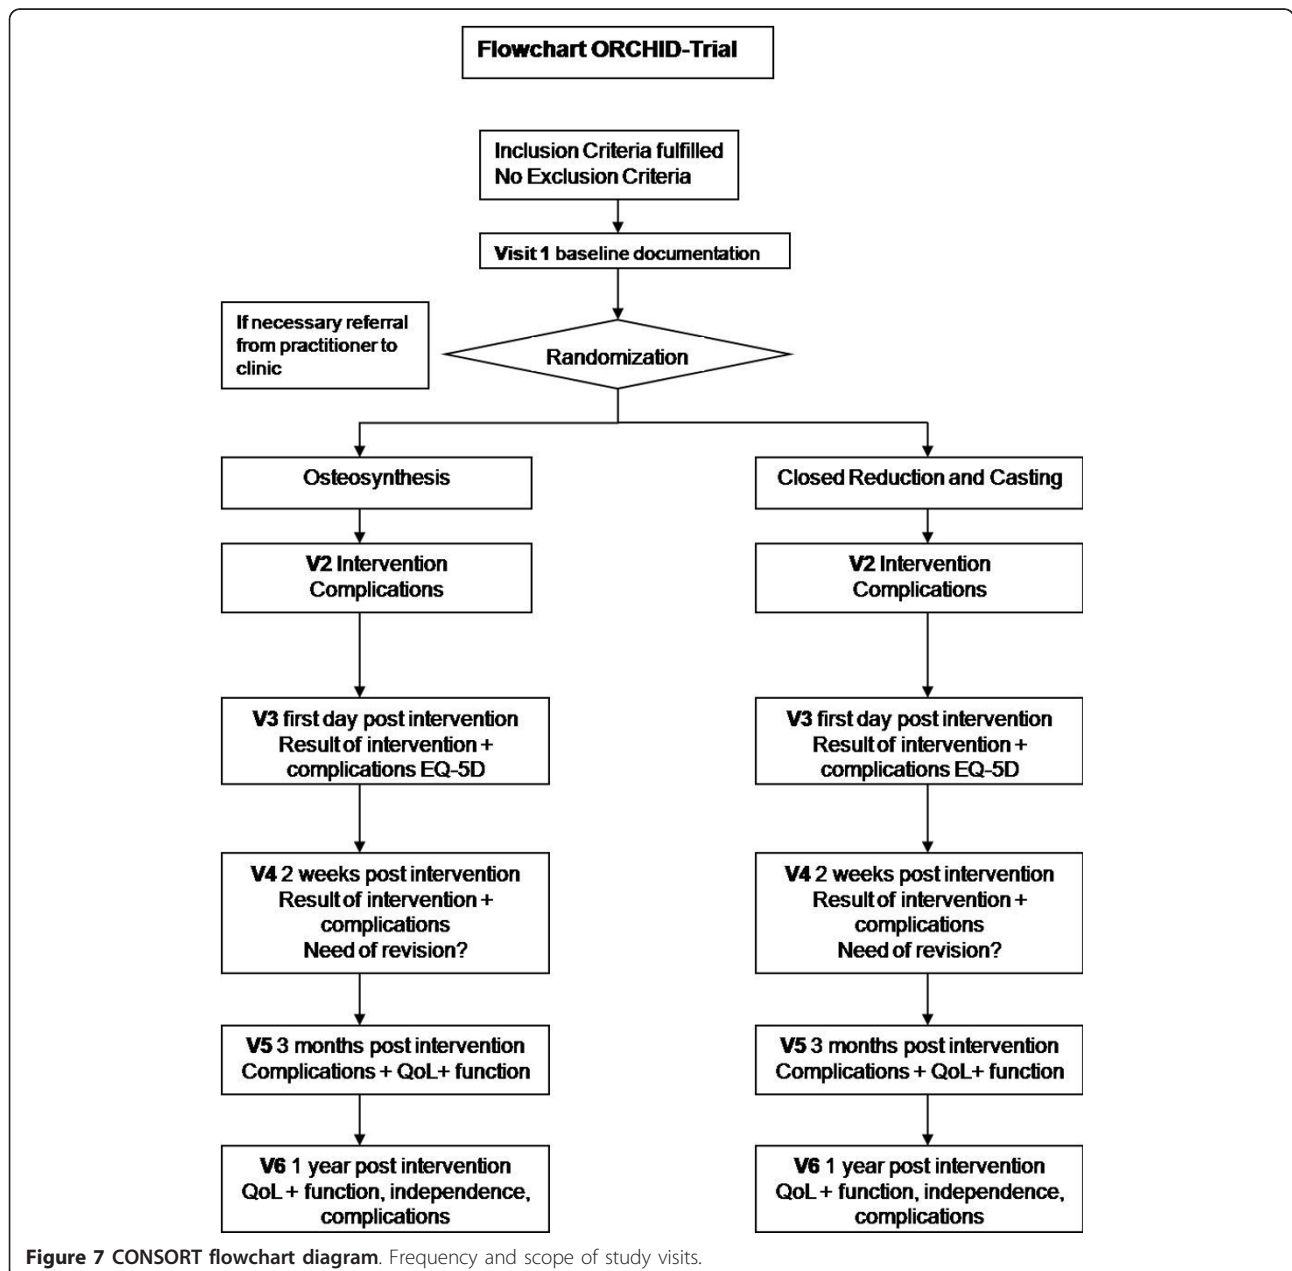 Flowchart ORCHID-Trial
Inclusion Criteria fulfilled
No Exclusion Criteria
Visit 1 baseline documentation
If necessary referral
from practitioner to
clinic
Randomization
Osteosynthesis
Closed Reduction and Casting
V2 Intervention
Complications
V2 Intervention
Complications
V3 first day post intervention
Result of intervention +
complications EQ-5D
V3 first day post intervention
Result of intervention +
complications EQ-5D
V4 2 weeks post intervention
Result of intervention +
complications
Need of revision?
V4 2 weeks post intervention
Result of intervention +
complications
Need of revision?
V5 3 months post intervention
Complications + QoL+ function
V5 3 months post intervention
Complications + QoL+ function
V6 1 year post intervention
QoL + function, independence,
complications
V6 1 year post intervention
QoL + function, independence,
complications
Figure 7 CONSORT flowchart diagram. Frequency and scope of study visits.